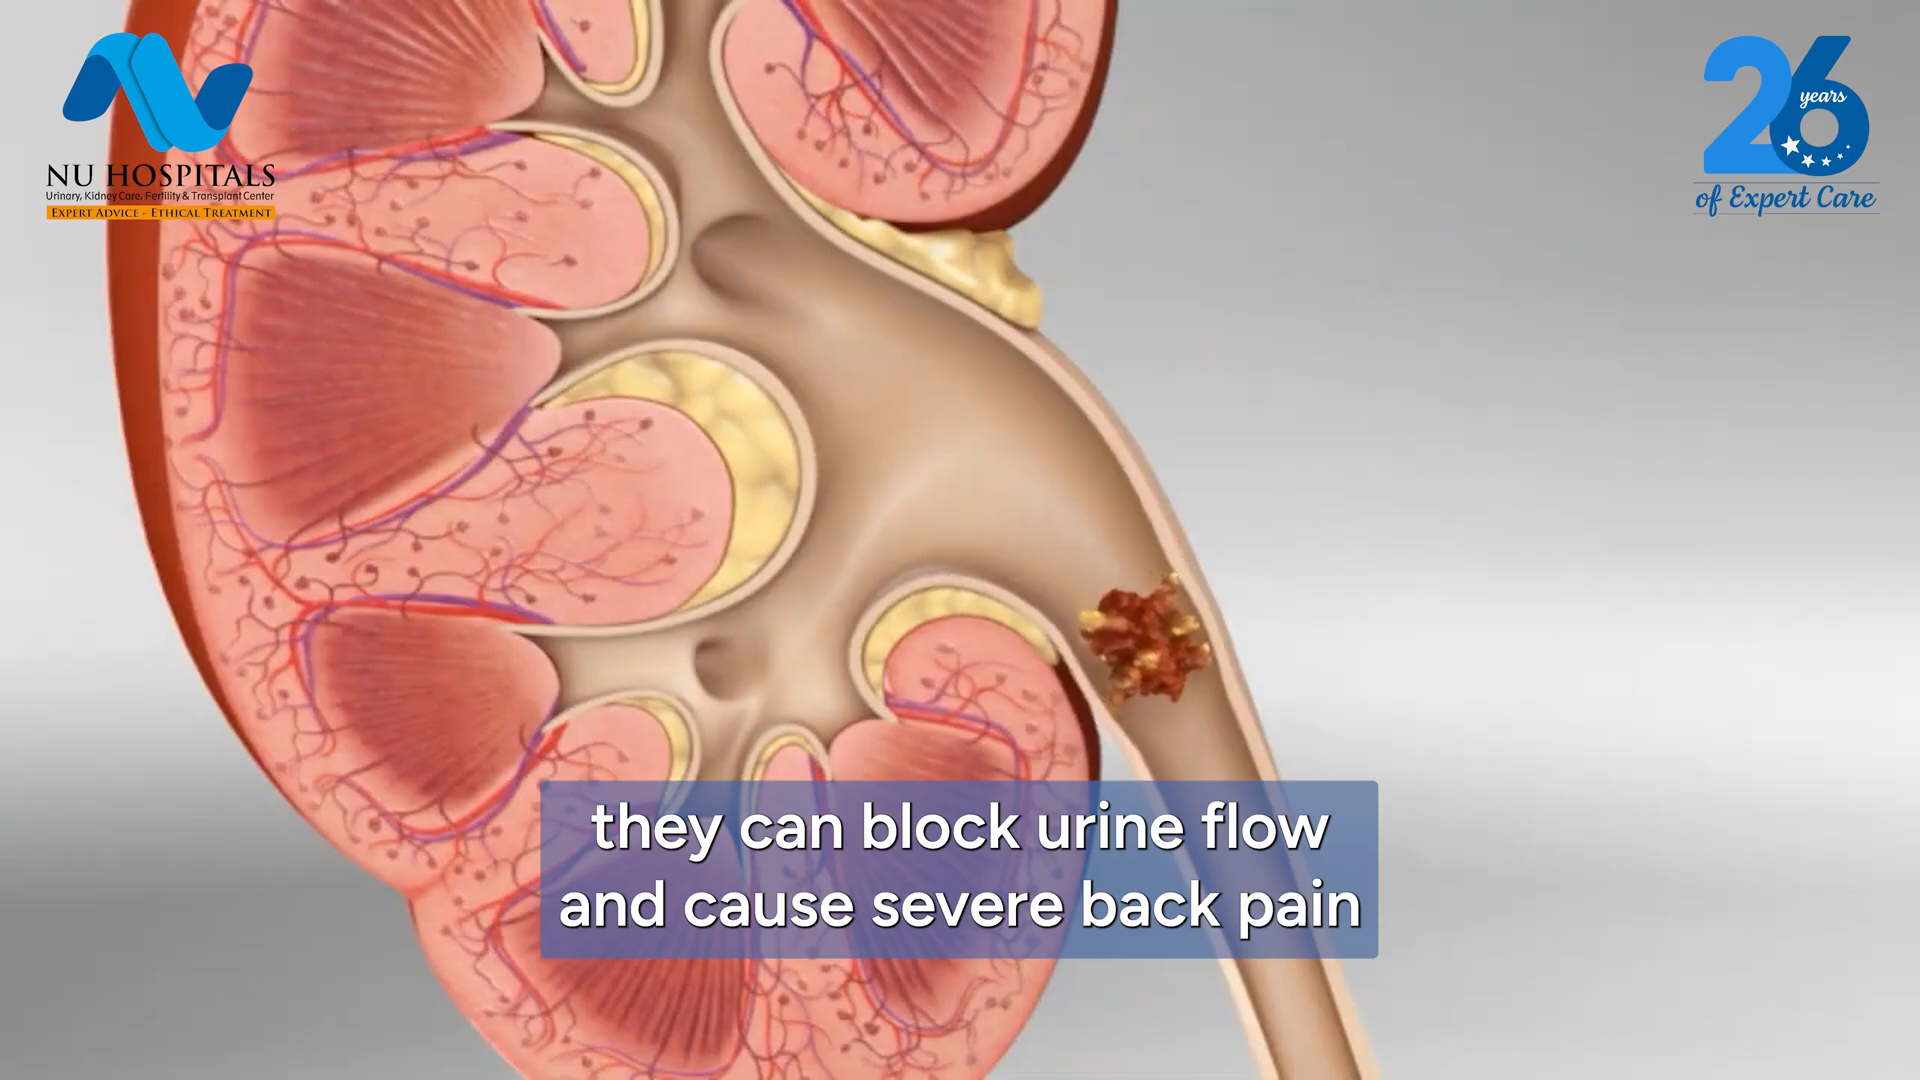 NU HOSPITALS
Urinary, Kidney Care, Fertility & Transplant Center
EXPERT ADVICE - ETHICAL TREATMENT
26
years
of Expert Care
they can block urine flow
and cause severe back pain